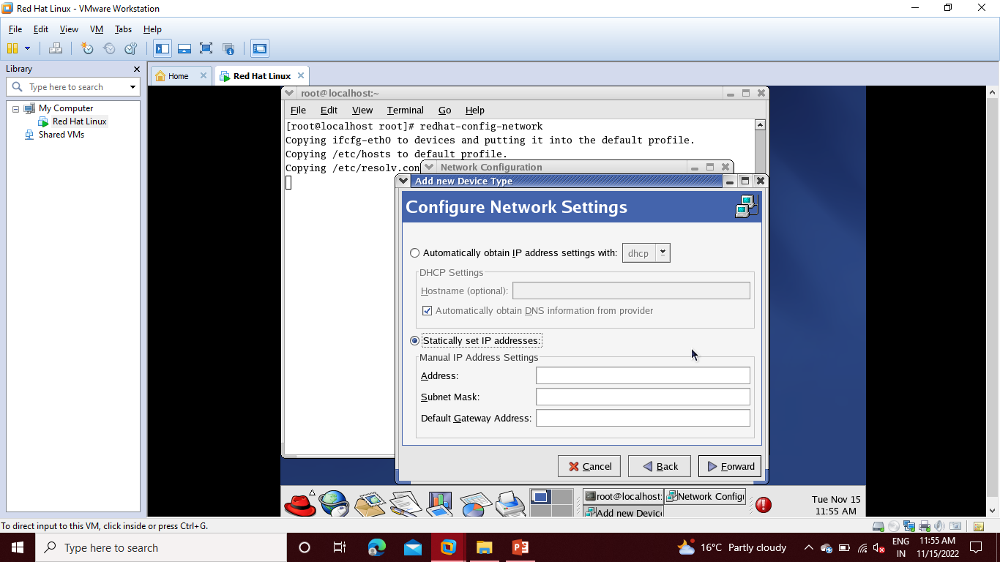 Red Hat Linux - VMware Workstation
File Edit View VM Tabs Help
Library
Type here to search
My Computer
Red Hat Linux
Shared VMs
Home
Red Hat Linux
root@localhost:~
File Edit View Terminal Go Help
[root@localhost root]# redhat-config-network
Copying ifcfg-eth0 to devices and putting it into the default profile.
Copying /etc/hosts to default profile.
Copying /etc/resolv.con
Network Configuration
Add new Device Type
Configure Network Settings
Automatically obtain IP address settings with: dhcp
DHCP Settings
Hostname (optional):
Automatically obtain DNS information from provider
Statically set IP addresses:
Manual IP Address Settings
Address:
Subnet Mask:
Default Gateway Address:
Cancel Back Forward
root@localhost:
Network Configu
Add new Device
Tue Nov 15
11:55 AM
To direct input to this VM, click inside or press Ctrl+G.
Type here to search
16°C Partly cloudy
ENG
IN
11:55 AM
11/15/2022